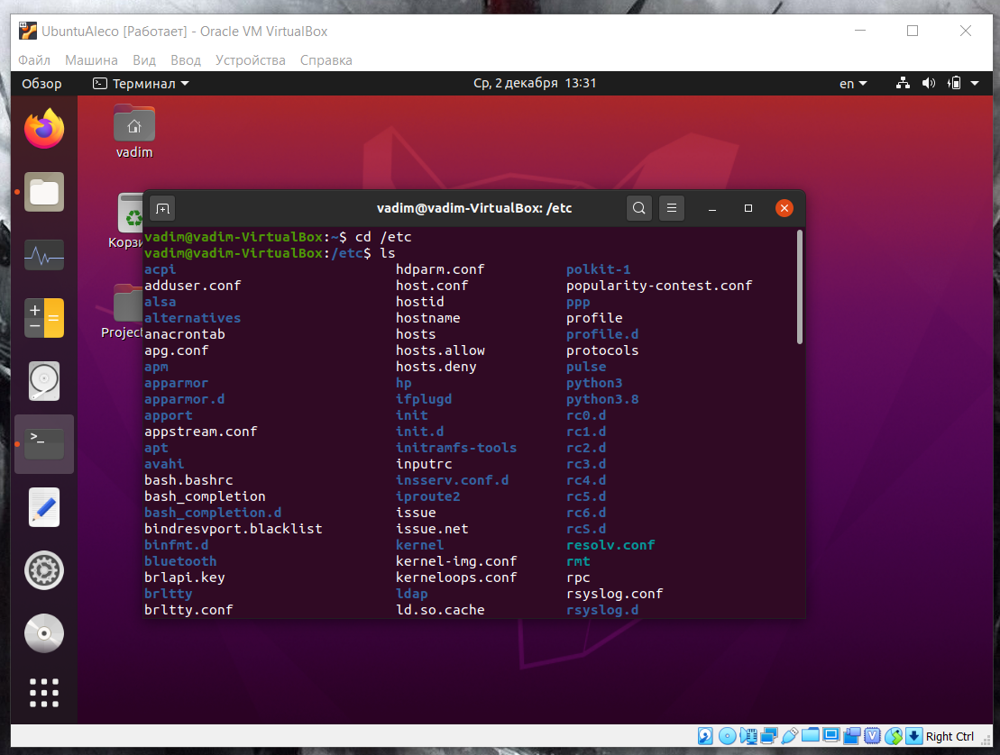 UbuntuAleco [Работает] - Oracle VM VirtualBox
Файл Машина Вид Ввод Устройства Справка
Обзор Терминал Ср, 2 декабря 13:31 en
vadim
Projec
vadim@vadim-VirtualBox: /etc
vadim@vadim-VirtualBox:~$ cd /etc
vadim@vadim-VirtualBox:/etc$ ls
acpi hdparm.conf polkit-1
adduser.conf host.conf popularity-contest.conf
alsa hostid ppp
alternatives hostname profile
anacrontab hosts profile.d
apg.conf hosts.allow protocols
apm hosts.deny pulse
apparmor hp python3
apparmor.d ifplugd python3.8
apport init rc0.d
appstream.conf init.d rc1.d
apt initramfs-tools rc2.d
avahi inputrc rc3.d
bash.bashrc insserv.conf.d rc4.d
bash_completion iproute2 rc5.d
bash_completion.d issue rc6.d
bindresvport.blacklist issue.net rcS.d
binfmt.d kernel resolv.conf
bluetooth kernel-img.conf rmt
brlapi.key kerneloops.conf rpc
brltty ldap rsyslog.conf
brltty.conf ld.so.cache rsyslog.d
Right Ctrl